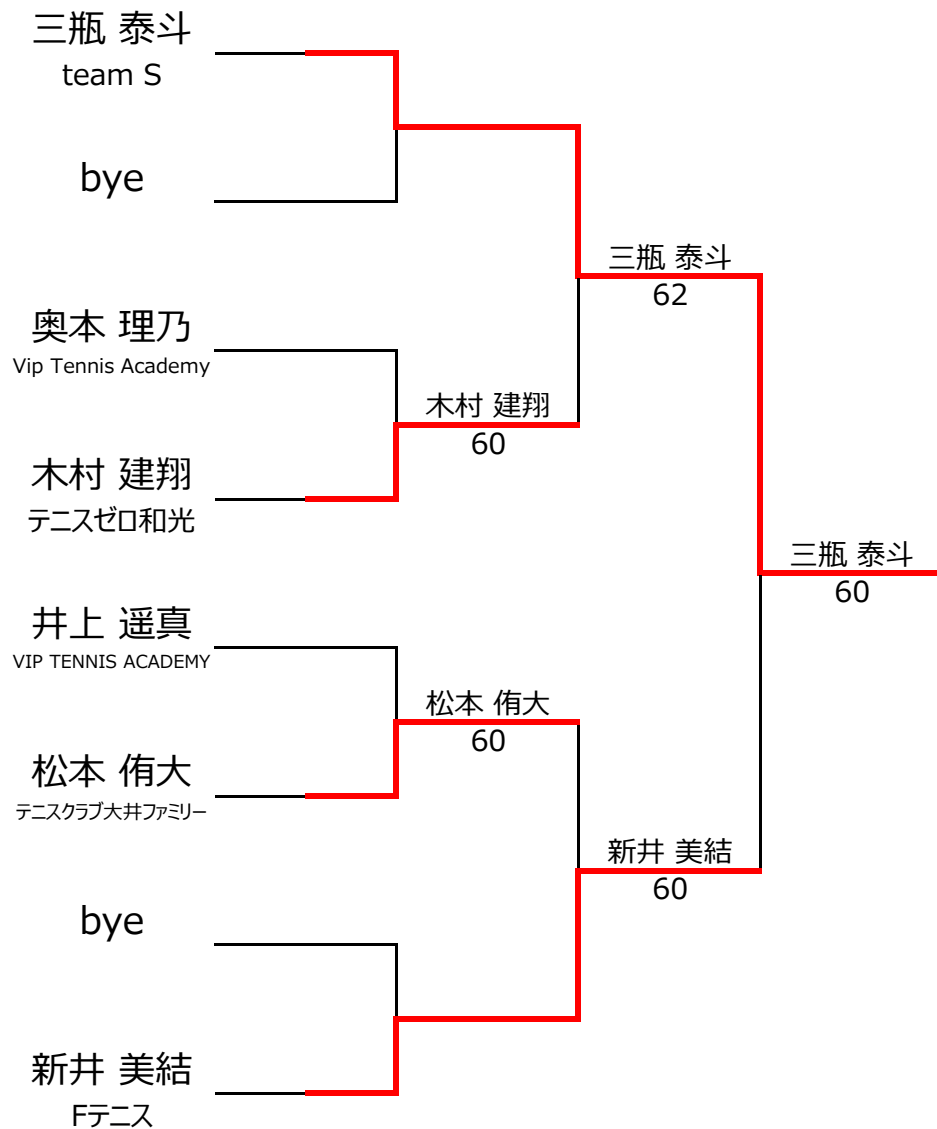 三瓶 泰斗
team S
bye
三瓶 泰斗
62
奥本 理乃
Vip Tennis Academy
木村 建翔
60
木村 建翔
テニスゼロ和光
三瓶 泰斗
60
井上 遥真
VIP TENNIS ACADEMY
松本 侑大
60
松本 侑大
テニスクラブ大井ファミリー
新井 美結
60
bye
新井 美結
Fテニス